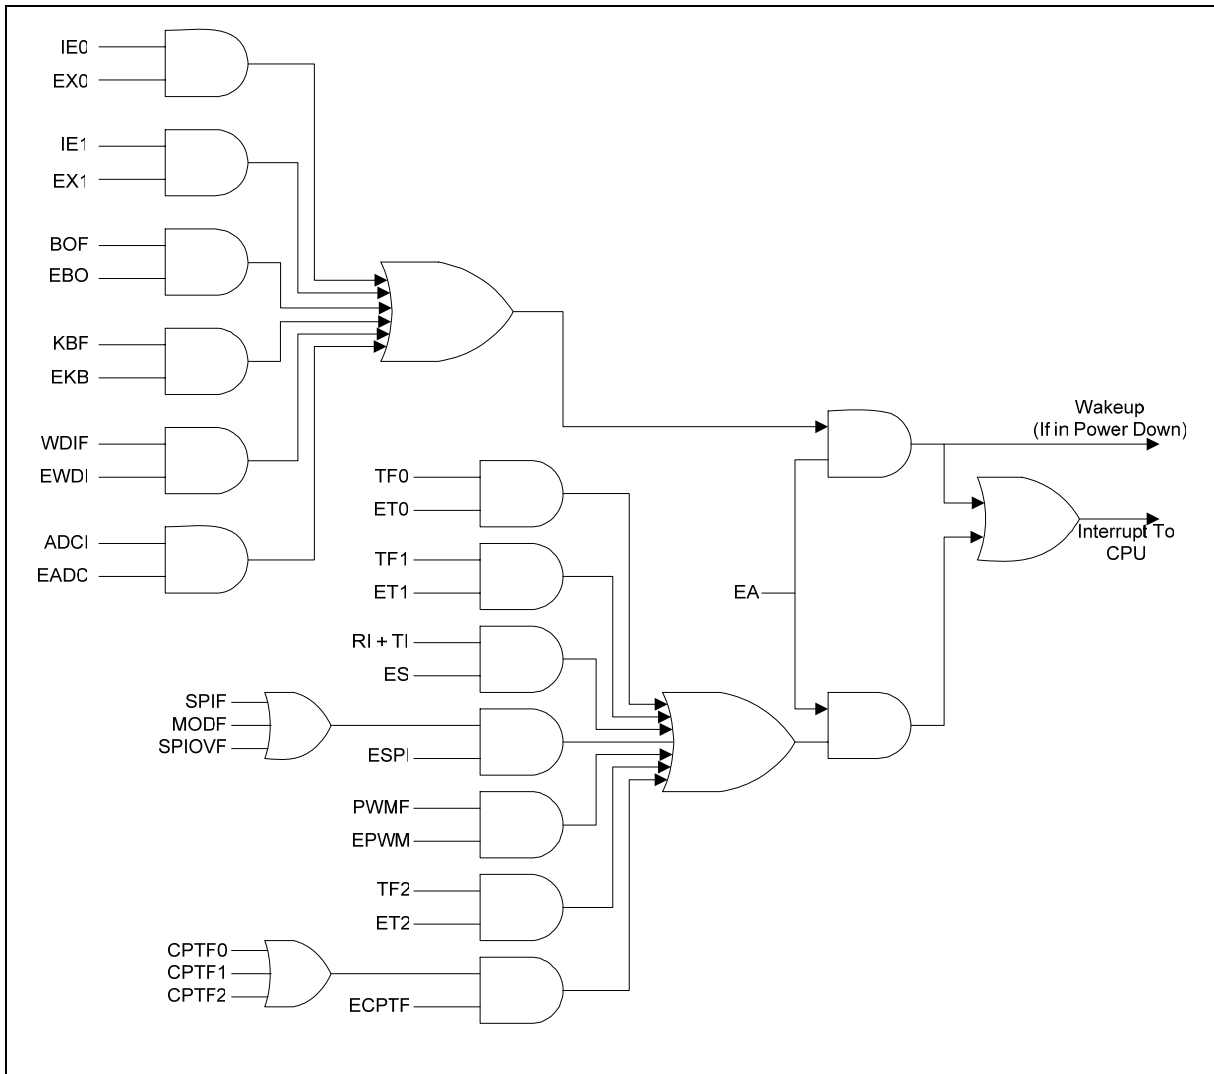 IE0
EX0
IE1
EX1
BOF
EBO
KBF
EKB
WDIF
EWDI
ADCI
EADC
TF0
ET0
TF1
ET1
RI + TI
ES
SPIF
MODF
SPIOVF
ESPI
PWMF
EPWM
TF2
ET2
CPTF0
CPTF1
CPTF2
ECPTF
EA
Wakeup
(If in Power Down)
Interrupt To
CPU